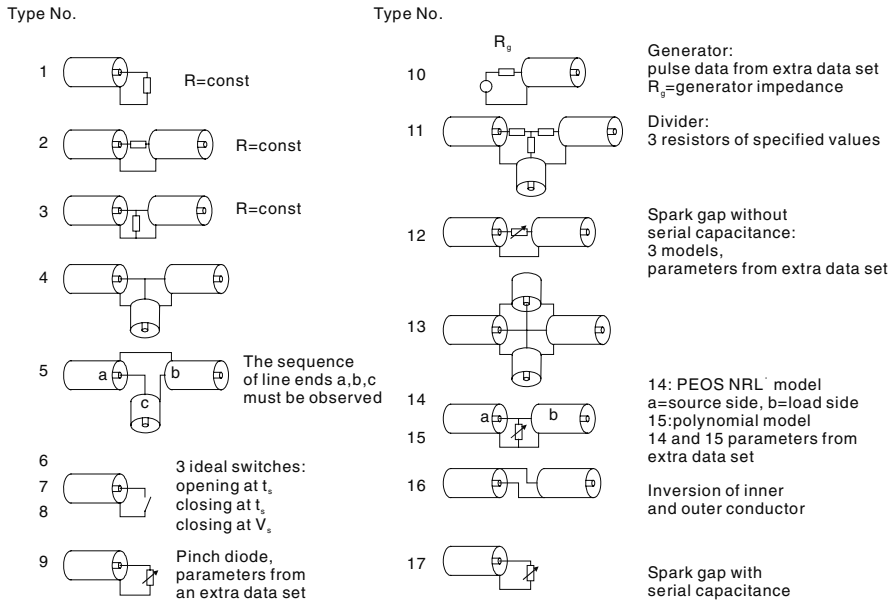 Type No.
1
R=const
2
R=const
3
R=const
4
5
a
b
c
The sequence
of line ends a,b,c
must be observed
6
7
8
3 ideal switches:
opening at ts
closing at ts
closing at Vs
9
Pinch diode,
parameters from
an extra data set
Type No.
10
Rg
Generator:
pulse data from extra data set
Rg=generator impedance
11
Divider:
3 resistors of specified values
12
Spark gap without
serial capacitance:
3 models,
parameters from extra data set
13
14
15
a
b
14: PEOS NRL model
a=source side, b=load side
15:polynomial model
14 and 15 parameters from
extra data set
16
Inversion of inner
and outer conductor
17
Spark gap with
serial capacitance